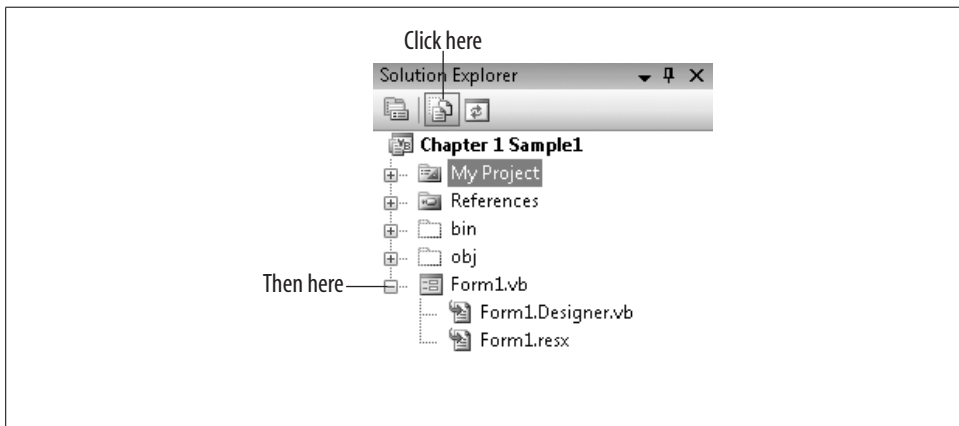 Click here
Solution Explorer
Chapter 1 Sample1
My Project
References
bin
obj
Then here
Form1.vb
Form1.Designer.vb
Form1.resx